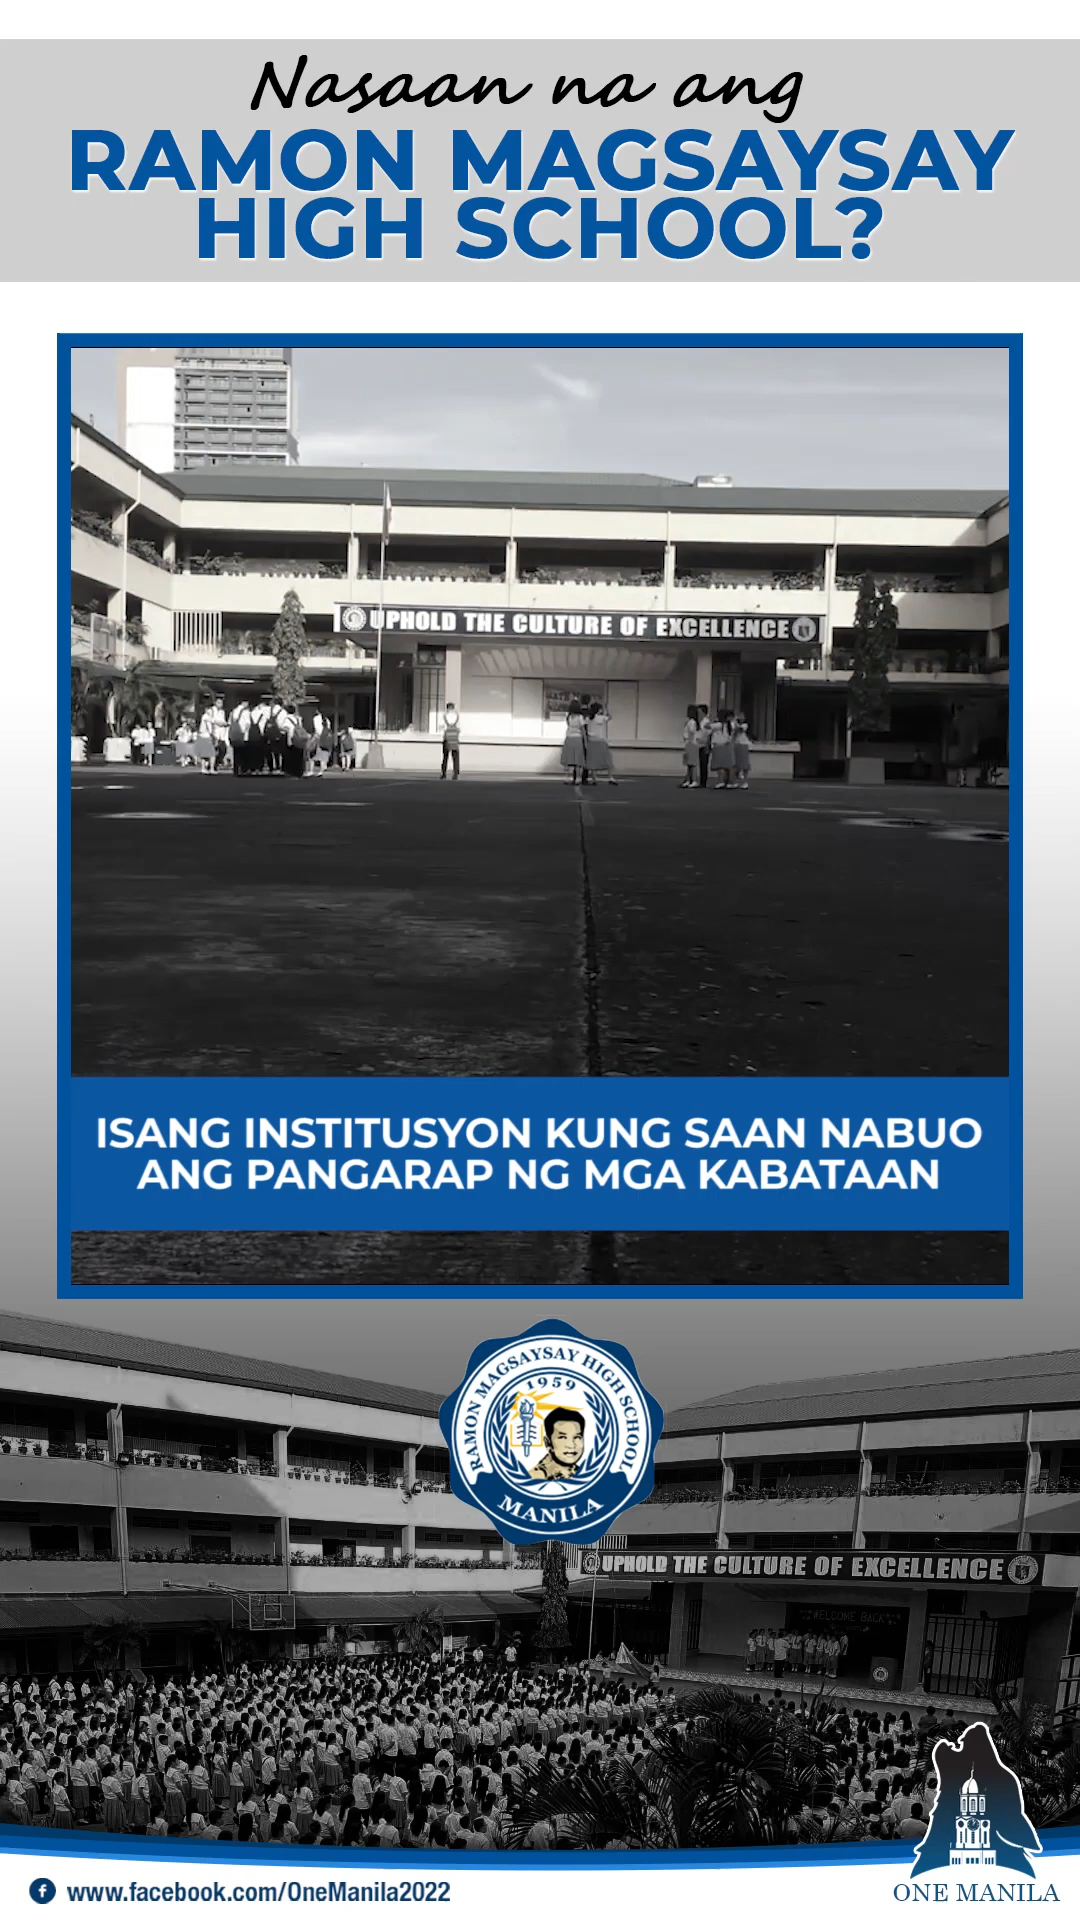 Nasaan na ang
RAMON MAGSAYSAY
HIGH SCHOOL?
UPHOLD THE CULTURE OF EXCELLENCE
ISANG INSTITUSYON KUNG SAAN NABUO
ANG PANGARAP NG MGA KABATAAN
RAMON MAGSAYSAY HIGH SCHOOL
1959
MANILA
UPHOLD THE CULTURE OF EXCELLENCE
WELCOME BACK
www.facebook.com/OneManila2022
ONE MANILA